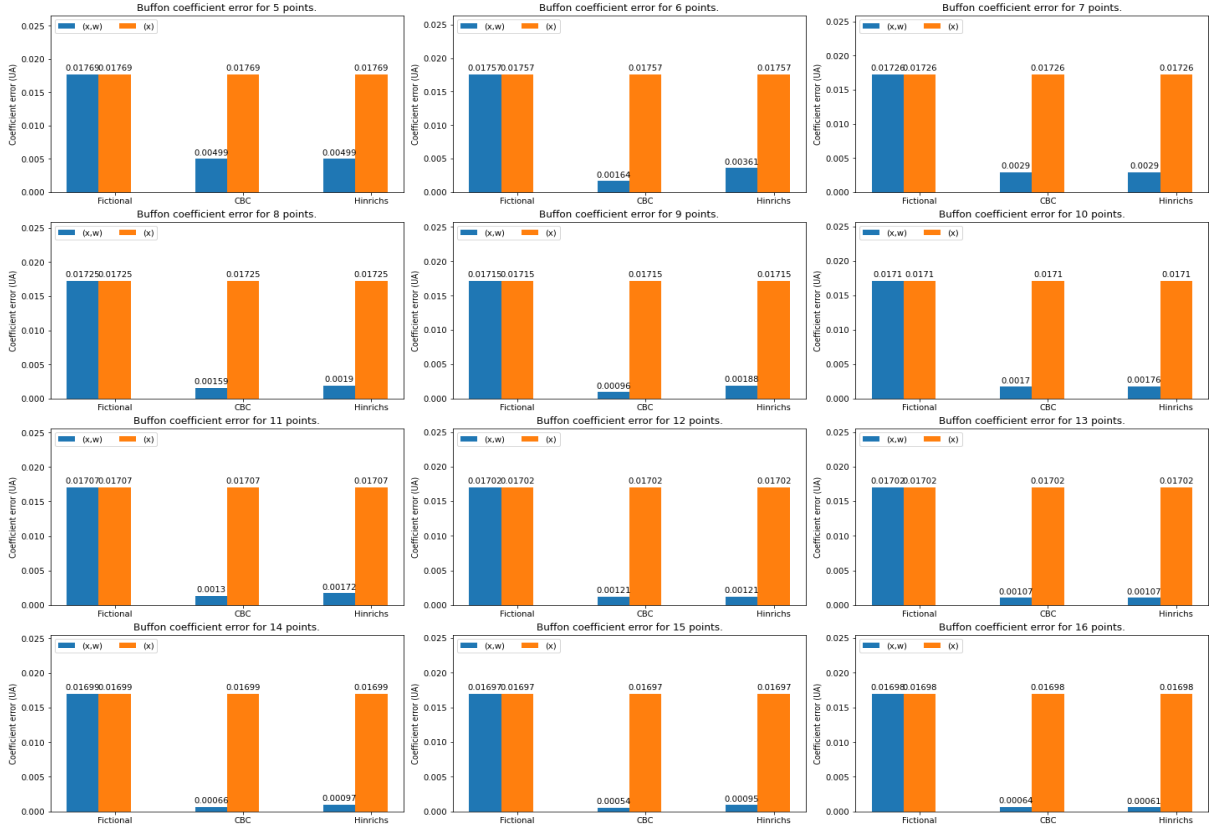 Buffon coefficient error for 5 points.
Coefficient error (UA)
0.025
0.020
0.015
0.010
0.005
0.000
(x,w) (x)
0.01769 0.01769 0.01769 0.01769
0.00499 0.00499
Fictional CBC Hinrichs
Buffon coefficient error for 6 points.
Coefficient error (UA)
0.025
0.020
0.015
0.010
0.005
0.000
(x,w) (x)
0.01757 0.01757 0.01757 0.01757
0.00164 0.00361
Fictional CBC Hinrichs
Buffon coefficient error for 7 points.
Coefficient error (UA)
0.025
0.020
0.015
0.010
0.005
0.000
(x,w) (x)
0.01726 0.01726 0.01726 0.01726
0.0029 0.0029
Fictional CBC Hinrichs
Buffon coefficient error for 8 points.
Coefficient error (UA)
0.025
0.020
0.015
0.010
0.005
0.000
(x,w) (x)
0.01725 0.01725 0.01725 0.01725
0.00159 0.0019
Fictional CBC Hinrichs
Buffon coefficient error for 9 points.
Coefficient error (UA)
0.025
0.020
0.015
0.010
0.005
0.000
(x,w) (x)
0.01715 0.01715 0.01715 0.01715
0.00096 0.00188
Fictional CBC Hinrichs
Buffon coefficient error for 10 points.
Coefficient error (UA)
0.025
0.020
0.015
0.010
0.005
0.000
(x,w) (x)
0.0171 0.0171 0.0171 0.0171
0.0017 0.00176
Fictional CBC Hinrichs
Buffon coefficient error for 11 points.
Coefficient error (UA)
0.025
0.020
0.015
0.010
0.005
0.000
(x,w) (x)
0.01707 0.01707 0.01707 0.01707
0.0013 0.00172
Fictional CBC Hinrichs
Buffon coefficient error for 12 points.
Coefficient error (UA)
0.025
0.020
0.015
0.010
0.005
0.000
(x,w) (x)
0.01702 0.01702 0.01702 0.01702
0.00121 0.00121
Fictional CBC Hinrichs
Buffon coefficient error for 13 points.
Coefficient error (UA)
0.025
0.020
0.015
0.010
0.005
0.000
(x,w) (x)
0.01702 0.01702 0.01702 0.01702
0.00107 0.00107
Fictional CBC Hinrichs
Buffon coefficient error for 14 points.
Coefficient error (UA)
0.025
0.020
0.015
0.010
0.005
0.000
(x,w) (x)
0.01699 0.01699 0.01699 0.01699
0.00066 0.00097
Fictional CBC Hinrichs
Buffon coefficient error for 15 points.
Coefficient error (UA)
0.025
0.020
0.015
0.010
0.005
0.000
(x,w) (x)
0.01697 0.01697 0.01697 0.01697
0.00054 0.00095
Fictional CBC Hinrichs
Buffon coefficient error for 16 points.
Coefficient error (UA)
0.025
0.020
0.015
0.010
0.005
0.000
(x,w) (x)
0.01698 0.01698 0.01698 0.01698
0.00064 0.00061
Fictional CBC Hinrichs